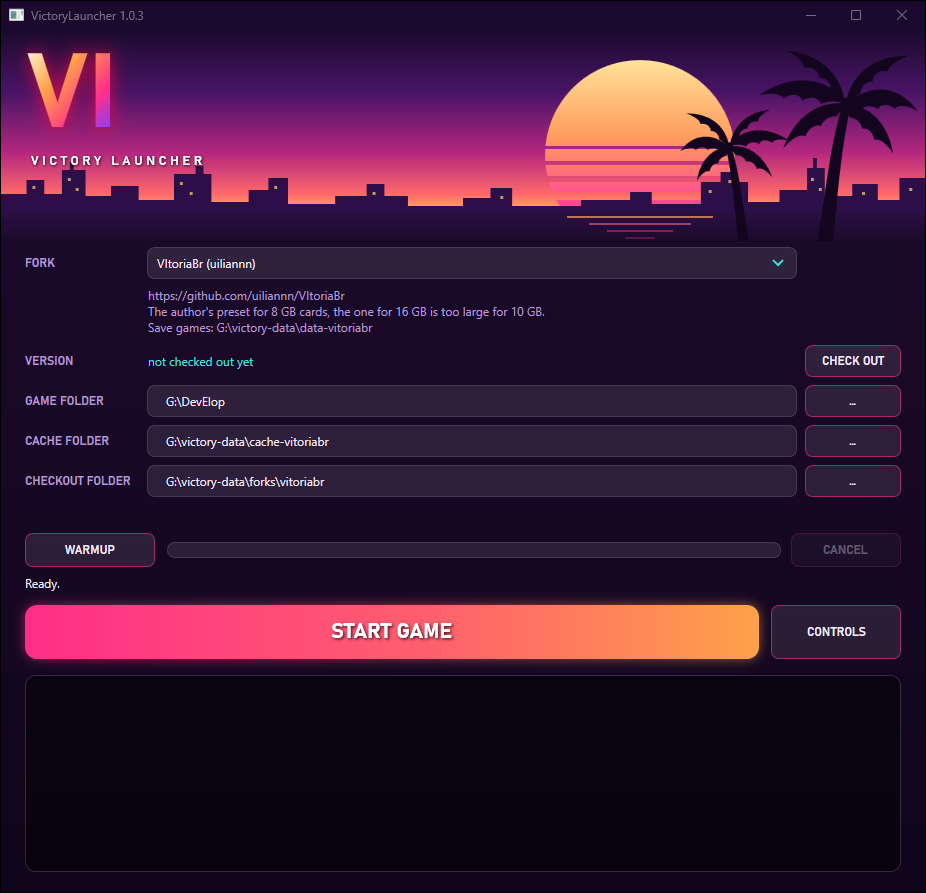 VictoryLauncher 1.0.3
VI
VICTORY LAUNCHER
FORK
VItoriaBr (uiliannn)
https://github.com/uiliannn/VItoriaBr
The author's preset for 8 GB cards, the one for 16 GB is too large for 10 GB.
Save games: G:\victory-data\data-vitoriabr
VERSION
not checked out yet
CHECK OUT
GAME FOLDER
G:\DevElop
...
CACHE FOLDER
G:\victory-data\cache-vitoriabr
...
CHECKOUT FOLDER
G:\victory-data\forks\vitoriabr
...
WARMUP
CANCEL
Ready.
START GAME
CONTROLS